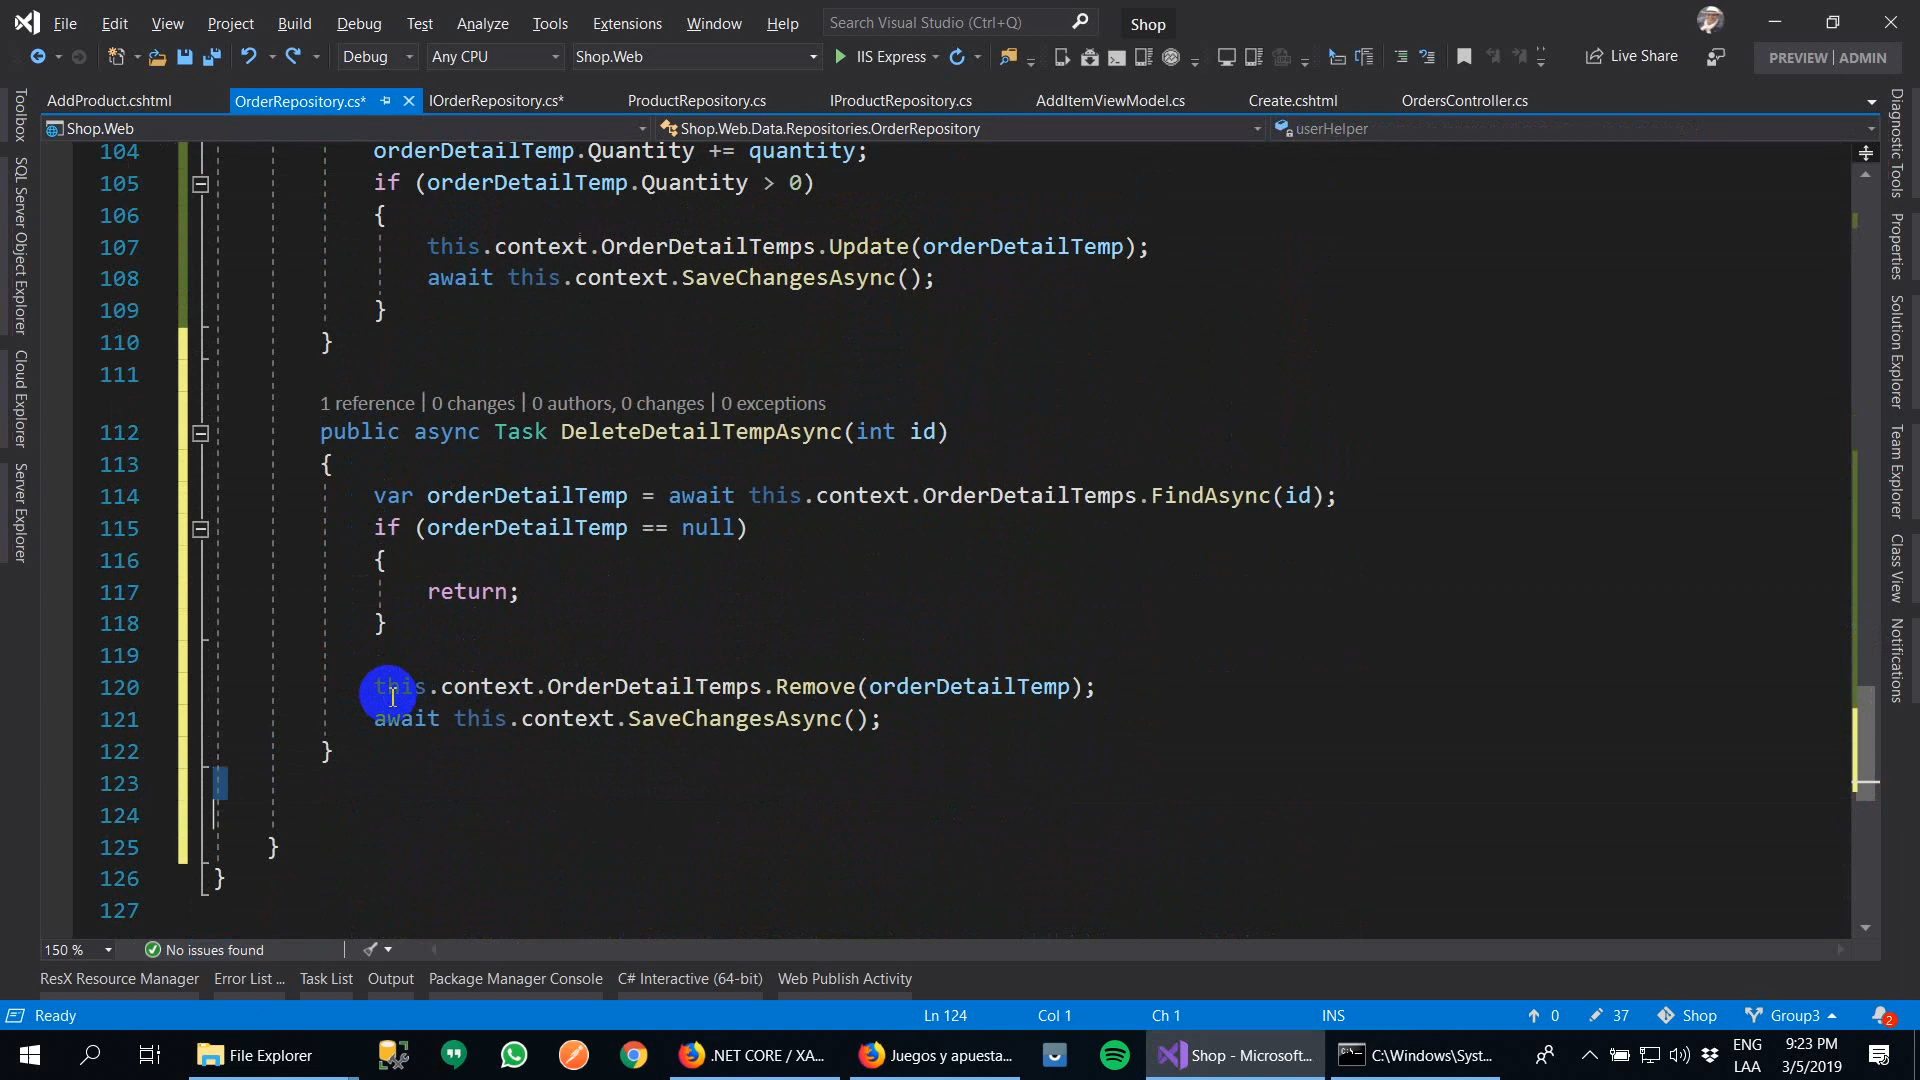 File Edit View Project Build Debug Test Analyze Tools Extensions Window Help Search Visual Studio (Ctrl+Q) Shop
Debug Any CPU Shop.Web IIS Express Live Share PREVIEW | ADMIN
AddProduct.cshtml OrderRepository.cs* IOrderRepository.cs* ProductRepository.cs IProductRepository.cs AddItemViewModel.cs Create.cshtml OrdersController.cs
Shop.Web Shop.Web.Data.Repositories.OrderRepository userHelper
Toolbox
SQL Server Object Explorer
Cloud Explorer
Server Explorer
104 orderDetailTemp.Quantity += quantity;
105 if (orderDetailTemp.Quantity > 0)
106 {
107 this.context.OrderDetailTemps.Update(orderDetailTemp);
108 await this.context.SaveChangesAsync();
109 }
110 }
111
1 reference | 0 changes | 0 authors, 0 changes | 0 exceptions
112 public async Task DeleteDetailTempAsync(int id)
113 {
114 var orderDetailTemp = await this.context.OrderDetailTemps.FindAsync(id);
115 if (orderDetailTemp == null)
116 {
117 return;
118 }
119
120 this.context.OrderDetailTemps.Remove(orderDetailTemp);
121 await this.context.SaveChangesAsync();
122 }
123
124
125 }
126 }
127
Diagnostic Tools
Properties
Solution Explorer
Team Explorer
Class View
Notifications
150 % No issues found
ResX Resource Manager Error List ... Task List Output Package Manager Console C# Interactive (64-bit) Web Publish Activity
Ready Ln 124 Col 1 Ch 1 INS 0 37 Shop Group3 2
File Explorer .NET CORE / XA... Juegos y apuesta... Shop - Microsoft... C:\Windows\Syst... ENG 9:23 PM
LAA 3/5/2019